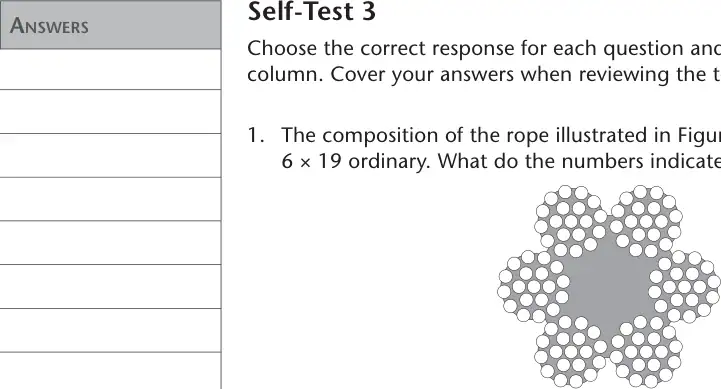 ANSWERS
Self-Test 3
Choose the correct response for each question and
column. Cover your answers when reviewing the t
1. The composition of the rope illustrated in Figur
6 × 19 ordinary. What do the numbers indicate